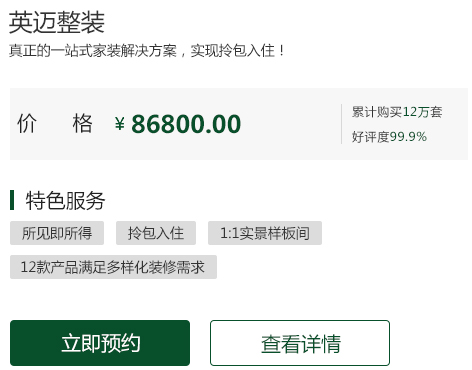 英迈整装
真正的一站式家装解决方案，实现拎包入住！
价 格 ¥ 86800.00
累计购买12万套
好评度99.9%
特色服务
所见即所得 拎包入住 1:1实景样板间
12款产品满足多样化装修需求
立即预约 查看详情